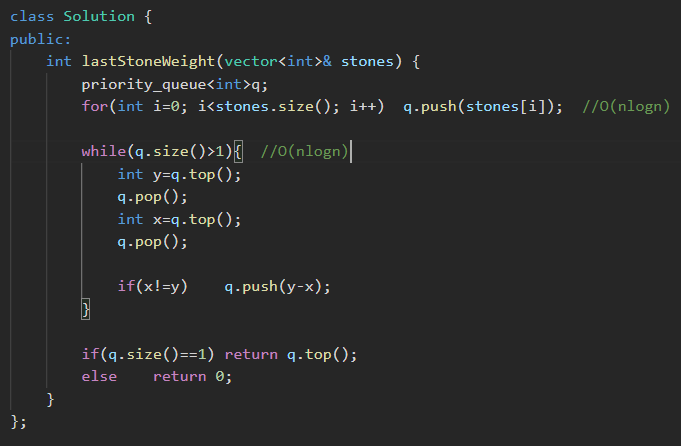 class Solution {
public:
    int lastStoneWeight(vector<int>& stones) {
        priority_queue<int>q;
        for(int i=0; i<stones.size(); i++)  q.push(stones[i]);  //O(nlogn)

        while(q.size()>1){  //O(nlogn)
            int y=q.top();
            q.pop();
            int x=q.top();
            q.pop();

            if(x!=y)    q.push(y-x);
        }

        if(q.size()==1) return q.top();
        else    return 0;
    }
};